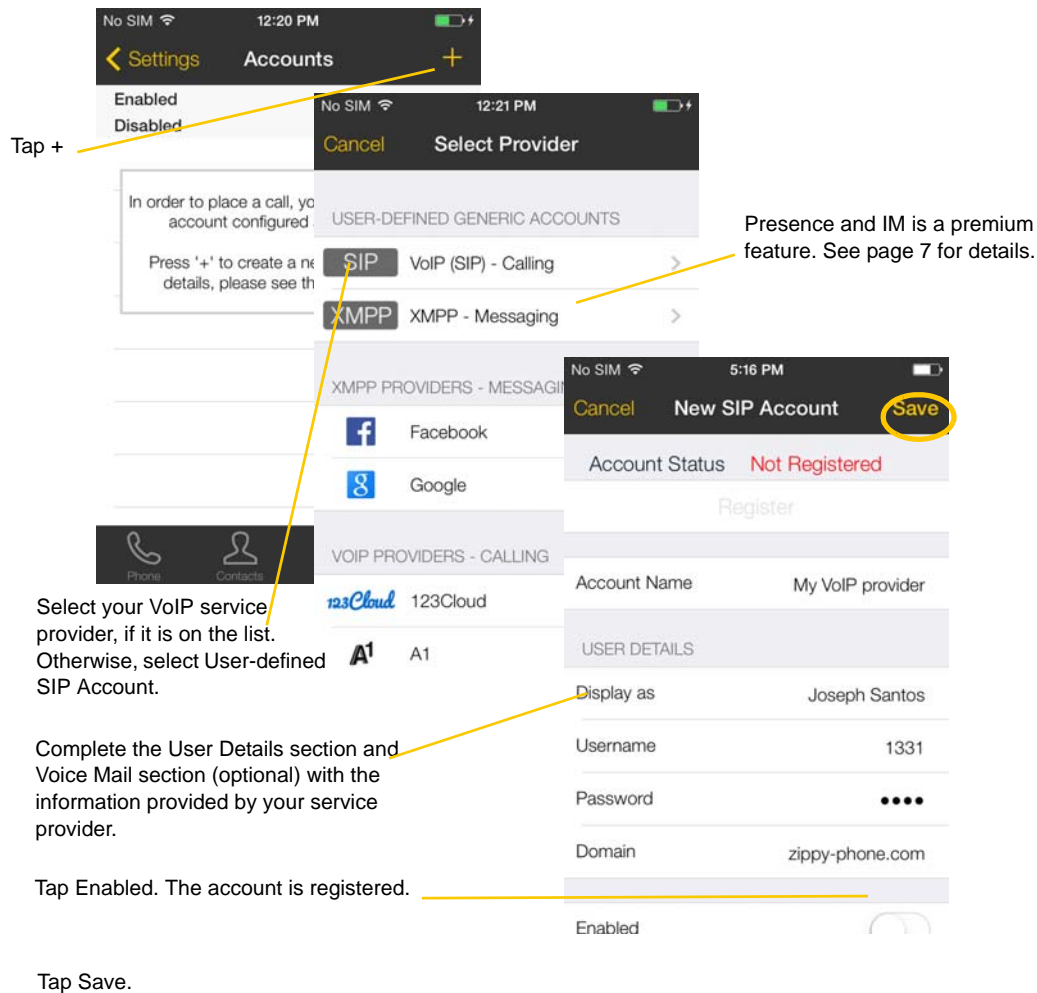 No SIM 12:20 PM
Settings Accounts +
Enabled
Disabled
Tap +
In order to place a call, yo
account configured
Press '+' to create a ne
details, please see th
Phone Contacts
No SIM 12:21 PM
Cancel Select Provider
USER-DEFINED GENERIC ACCOUNTS
SIP VoIP (SIP) - Calling
XMPP XMPP - Messaging
XMPP PROVIDERS - MESSAGIN
f Facebook
g Google
VOIP PROVIDERS - CALLING
123Cloud 123Cloud
A1 A1
Presence and IM is a premium
feature. See page 7 for details.
No SIM 5:16 PM
Cancel New SIP Account Save
Account Status Not Registered
Register
Account Name My VoIP provider
USER DETAILS
Display as Joseph Santos
Username 1331
Password ••••
Domain zippy-phone.com
Enabled
Select your VoIP service
provider, if it is on the list.
Otherwise, select User-defined
SIP Account.
Complete the User Details section and
Voice Mail section (optional) with the
information provided by your service
provider.
Tap Enabled. The account is registered.
Tap Save.